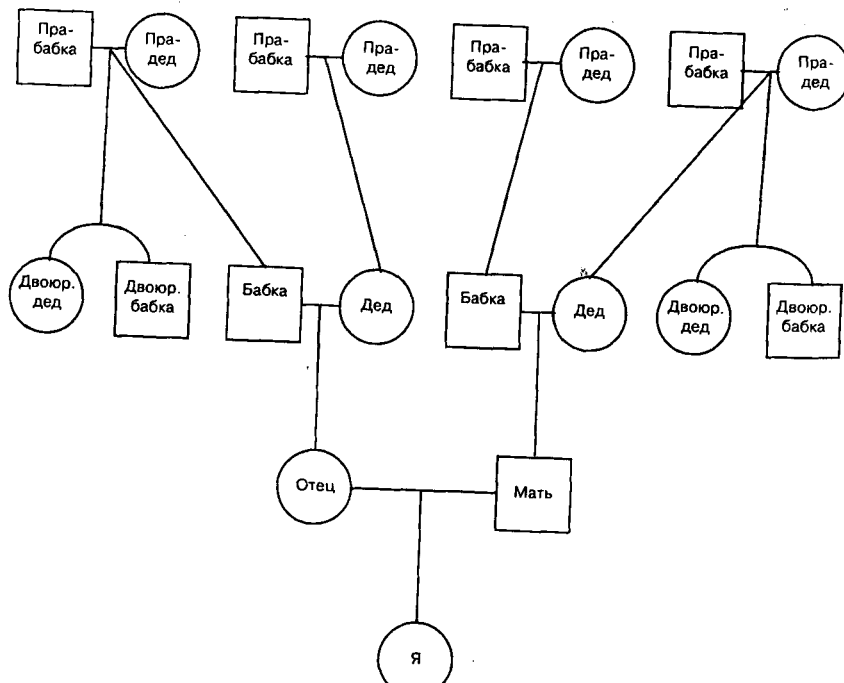 Пра-
бабка
Пра-
дед
Пра-
бабка
Пра-
дед
Пра-
бабка
Пра-
дед
Пра-
бабка
Пра-
дед
Двоюр.
дед
Двоюр.
бабка
Бабка
Дед
Бабка
Дед
Двоюр.
дед
Двоюр.
бабка
Отец
Мать
Я